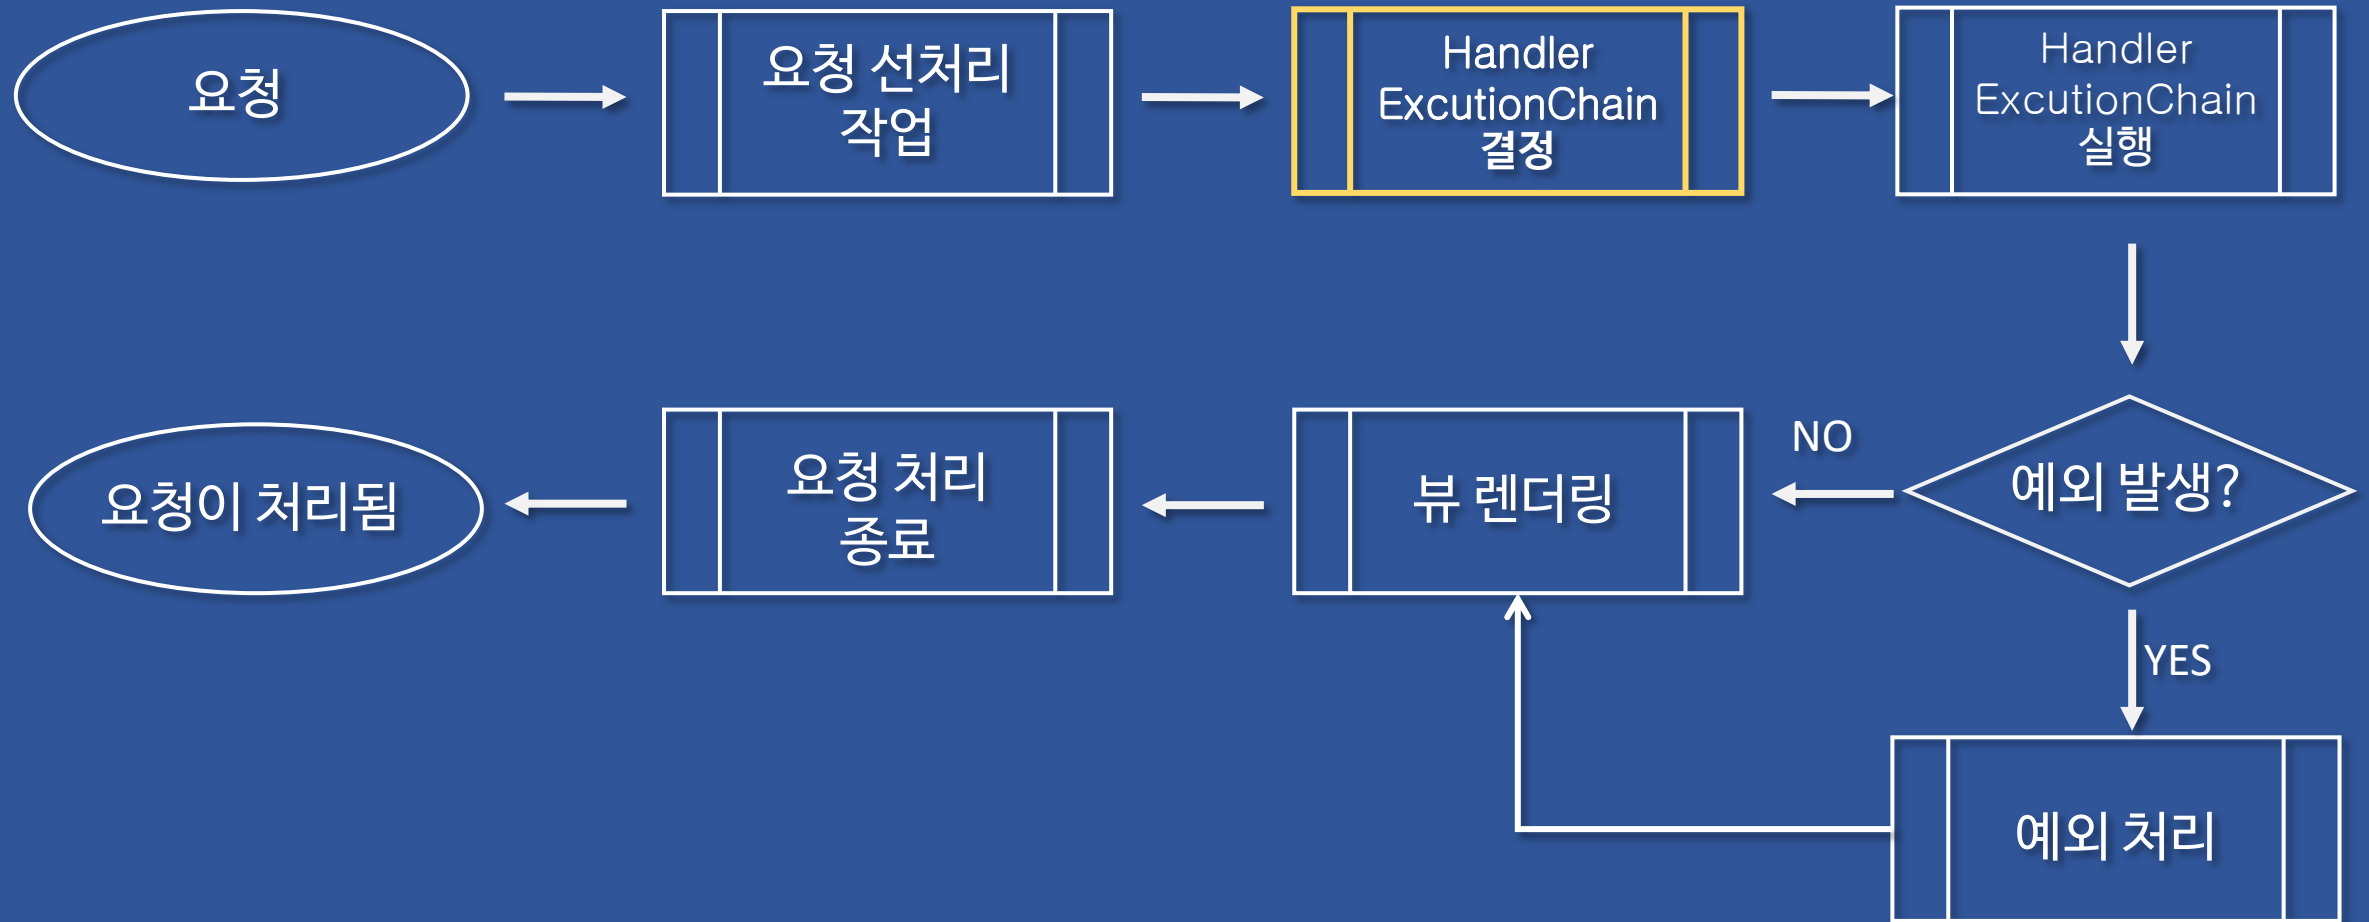 요청
요청 선처리
작업
Handler
ExcutionChain
결정
Handler
ExcutionChain
실행
예외 발생?
NO
뷰 렌더링
요청 처리
종료
요청이 처리됨
YES
예외 처리